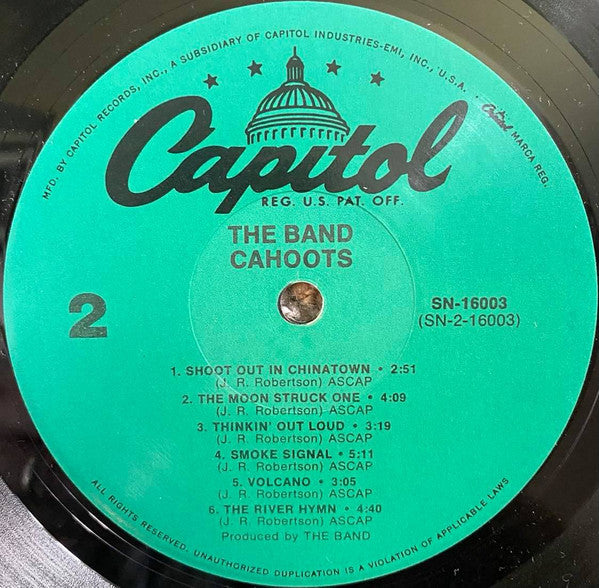 MFD. BY CAPITOL RECORDS, INC., A SUBSIDIARY OF CAPITOL INDUSTRIES-EMI, INC., U.S.A. . Capitol MARCA REG.
Capitol
REG. U.S. PAT. OFF.
THE BAND
CAHOOTS
2
SN-16003
(SN-2-16003)
1. SHOOT OUT IN CHINATOWN • 2:51
(J. R. Robertson) ASCAP
2. THE MOON STRUCK ONE • 4:09
(J. R. Robertson) ASCAP
3. THINKIN' OUT LOUD • 3:19
(J. R. Robertson) ASCAP
4. SMOKE SIGNAL • 5:11
(J. R. Robertson) ASCAP
5. VOLCANO • 3:05
(J. R. Robertson) ASCAP
6. THE RIVER HYMN • 4:40
(J. R. Robertson) ASCAP
Produced by THE BAND
ALL RIGHTS RESERVED. UNAUTHORIZED DUPLICATION IS A VIOLATION OF APPLICABLE LAWS